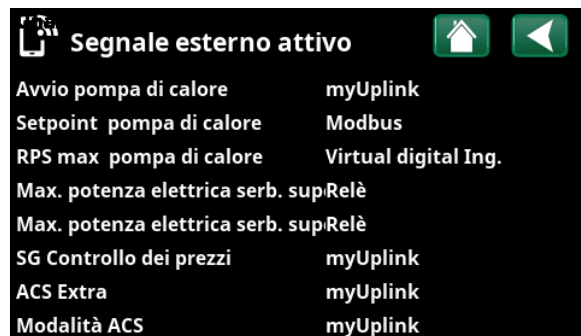 Segnale esterno attivo
Avvio pompa di calore myUplink
Setpoint pompa di calore Modbus
RPS max pompa di calore Virtual digital Ing.
Max. potenza elettrica serb. sup Relè
Max. potenza elettrica serb. sup Relè
SG Controllo dei prezzi myUplink
ACS Extra myUplink
Modalità ACS myUplink